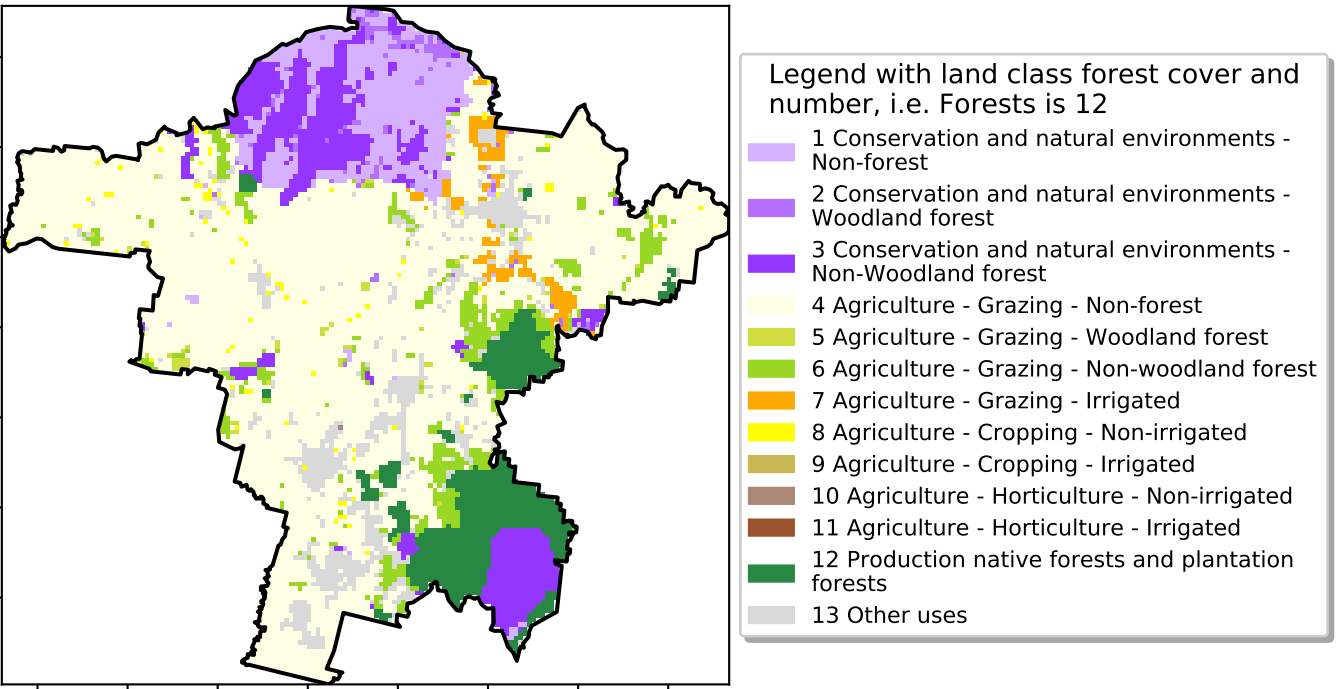 Legend with land class forest cover and
number, i.e. Forests is 12
1 Conservation and natural environments -
Non-forest
2 Conservation and natural environments -
Woodland forest
3 Conservation and natural environments -
Non-Woodland forest
4 Agriculture - Grazing - Non-forest
5 Agriculture - Grazing - Woodland forest
6 Agriculture - Grazing - Non-woodland forest
7 Agriculture - Grazing - Irrigated
8 Agriculture - Cropping - Non-irrigated
9 Agriculture - Cropping - Irrigated
10 Agriculture - Horticulture - Non-irrigated
11 Agriculture - Horticulture - Irrigated
12 Production native forests and plantation
forests
13 Other uses